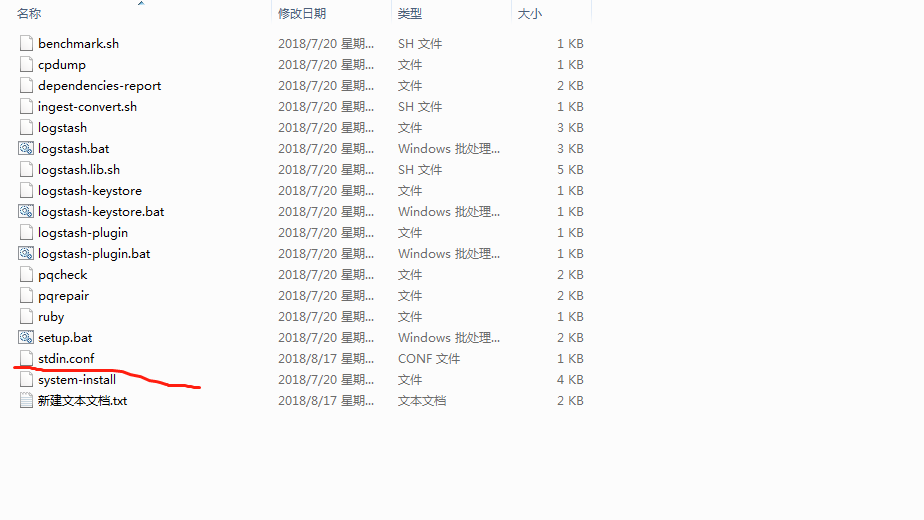 名称 修改日期 类型 大小
benchmark.sh 2018/7/20 星期... SH 文件 1 KB
cpdump 2018/7/20 星期... 文件 1 KB
dependencies-report 2018/7/20 星期... 文件 2 KB
ingest-convert.sh 2018/7/20 星期... SH 文件 1 KB
logstash 2018/7/20 星期... 文件 3 KB
logstash.bat 2018/7/20 星期... Windows 批处理... 3 KB
logstash.lib.sh 2018/7/20 星期... SH 文件 5 KB
logstash-keystore 2018/7/20 星期... 文件 1 KB
logstash-keystore.bat 2018/7/20 星期... Windows 批处理... 1 KB
logstash-plugin 2018/7/20 星期... 文件 1 KB
logstash-plugin.bat 2018/7/20 星期... Windows 批处理... 1 KB
pqcheck 2018/7/20 星期... 文件 2 KB
pqrepair 2018/7/20 星期... 文件 2 KB
ruby 2018/7/20 星期... 文件 1 KB
setup.bat 2018/7/20 星期... Windows 批处理... 2 KB
stdin.conf 2018/8/17 星期... CONF 文件 1 KB
system-install 2018/7/20 星期... 文件 4 KB
新建文本文档.txt 2018/8/17 星期... 文本文档 2 KB